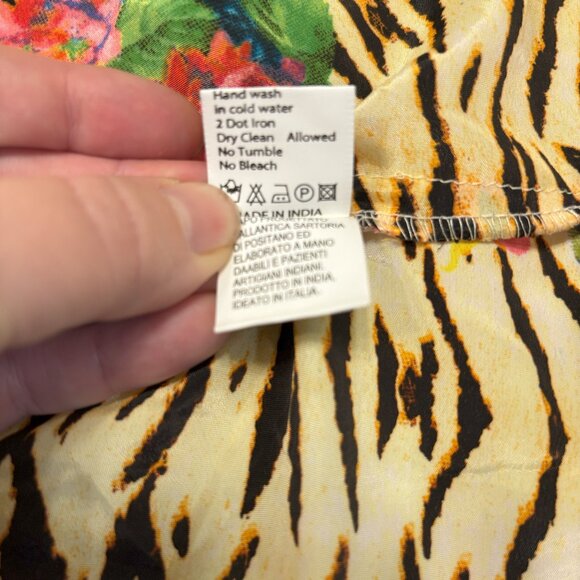 Hand wash
in cold water
2 Dot Iron
Dry Clean Allowed
No Tumble
No Bleach
P
MADE IN INDIA
PROGETTATO
ALLANTICA SARTORIA
DI POSITANO ED
ELABORATO A MANO
DAABILI E PAZIENTI
ARTIGIANI INDIANI.
PRODOTTO IN INDIA,
IDEATO IN ITALIA.